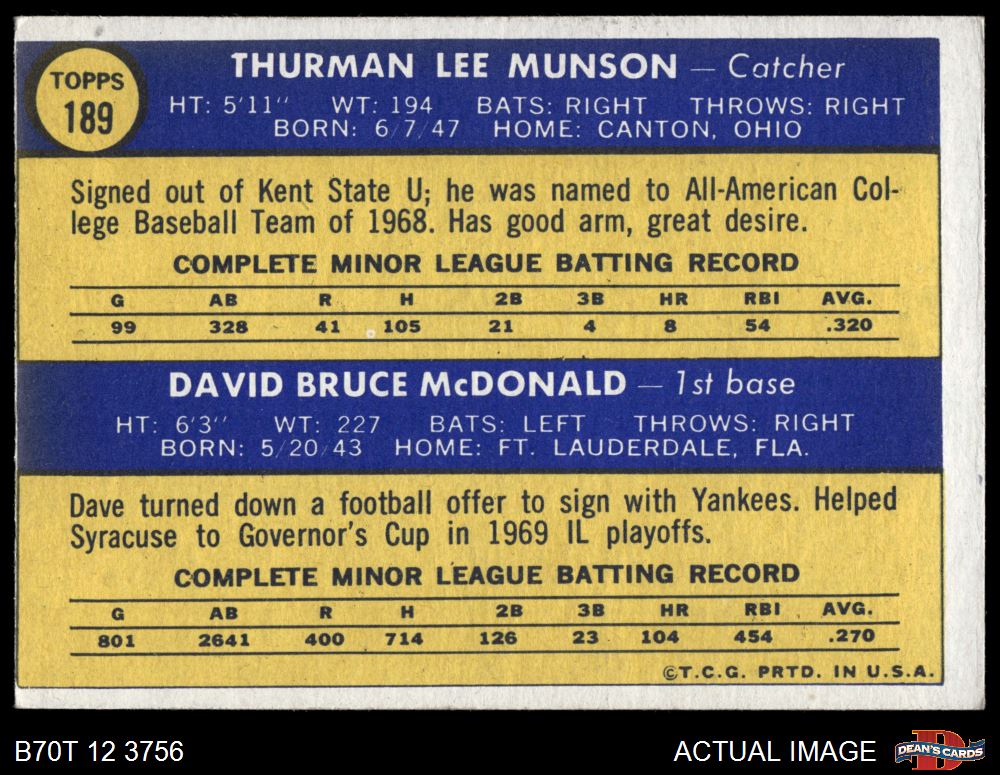 TOPPS
189
THURMAN LEE MUNSON — Catcher
HT: 5'11" WT: 194 BATS: RIGHT THROWS: RIGHT
BORN: 6/7/47 HOME: CANTON, OHIO
Signed out of Kent State U; he was named to All-American Col-
lege Baseball Team of 1968. Has good arm, great desire.
COMPLETE MINOR LEAGUE BATTING RECORD
G AB R H 2B 3B HR RBI AVG.
99 328 41 105 21 4 8 54 .320
DAVID BRUCE McDONALD — 1st base
HT: 6'3" WT: 227 BATS: LEFT THROWS: RIGHT
BORN: 5/20/43 HOME: FT. LAUDERDALE, FLA.
Dave turned down a football offer to sign with Yankees. Helped
Syracuse to Governor's Cup in 1969 IL playoffs.
COMPLETE MINOR LEAGUE BATTING RECORD
G AB R H 2B 3B HR RBI AVG.
801 2641 400 714 126 23 104 454 .270
©T.C.G. PRTD. IN U.S.A.
B70T 12 3756 ACTUAL IMAGE DEAN'S CARDS